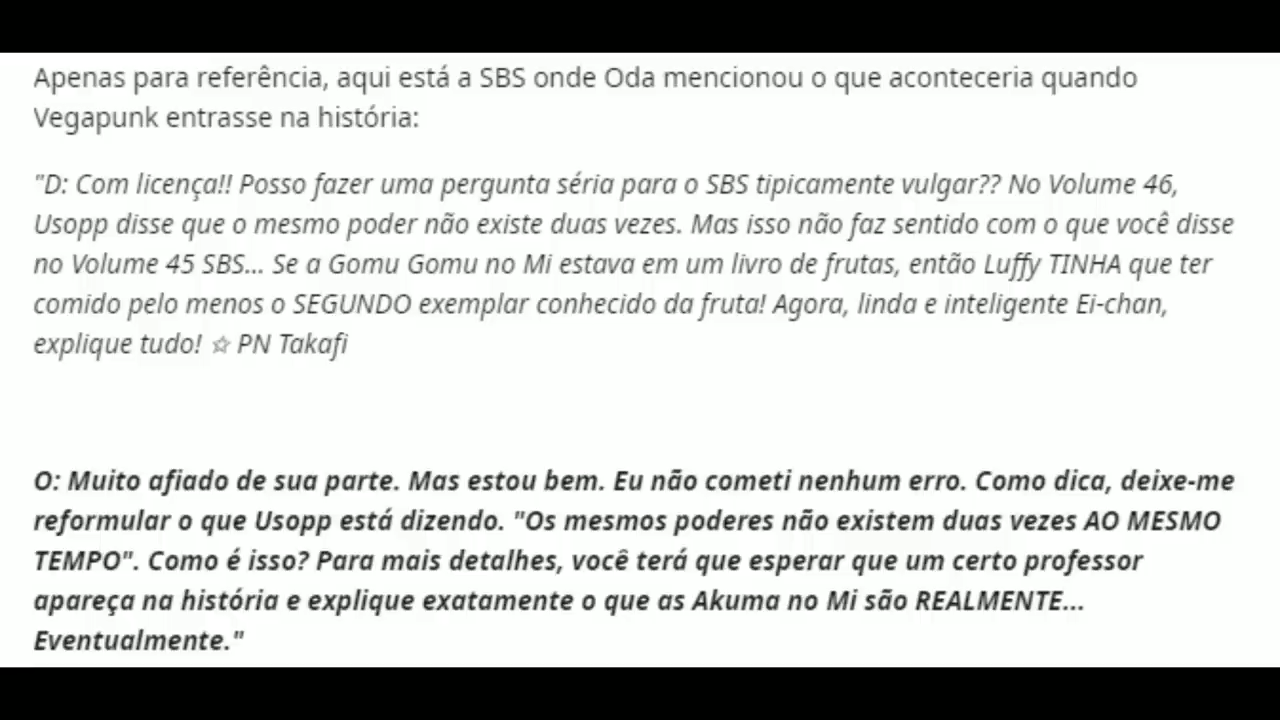 Apenas para referência, aqui está a SBS onde Oda mencionou o que aconteceria quando
Vegapunk entrasse na história:
"D: Com licença!! Posso fazer uma pergunta séria para o SBS tipicamente vulgar?? No Volume 46,
Usopp disse que o mesmo poder não existe duas vezes. Mas isso não faz sentido com o que você disse
no Volume 45 SBS... Se a Gomu Gomu no Mi estava em um livro de frutas, então Luffy TINHA que ter
comido pelo menos o SEGUNDO exemplar conhecido da fruta! Agora, linda e inteligente Ei-chan,
explique tudo! ☆ PN Takafi
O: Muito afiado de sua parte. Mas estou bem. Eu não cometi nenhum erro. Como dica, deixe-me
reformular o que Usopp está dizendo. "Os mesmos poderes não existem duas vezes AO MESMO
TEMPO". Como é isso? Para mais detalhes, você terá que esperar que um certo professor
apareça na história e explique exatamente o que as Akuma no Mi são REALMENTE...
Eventualmente."